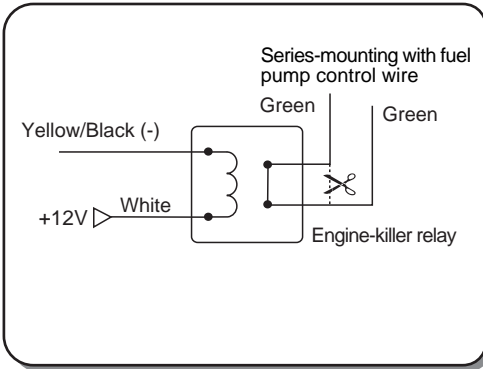 Series-mounting with fuel
pump control wire
Green
Green
Yellow/Black (-)
White
+12V
Engine-killer relay